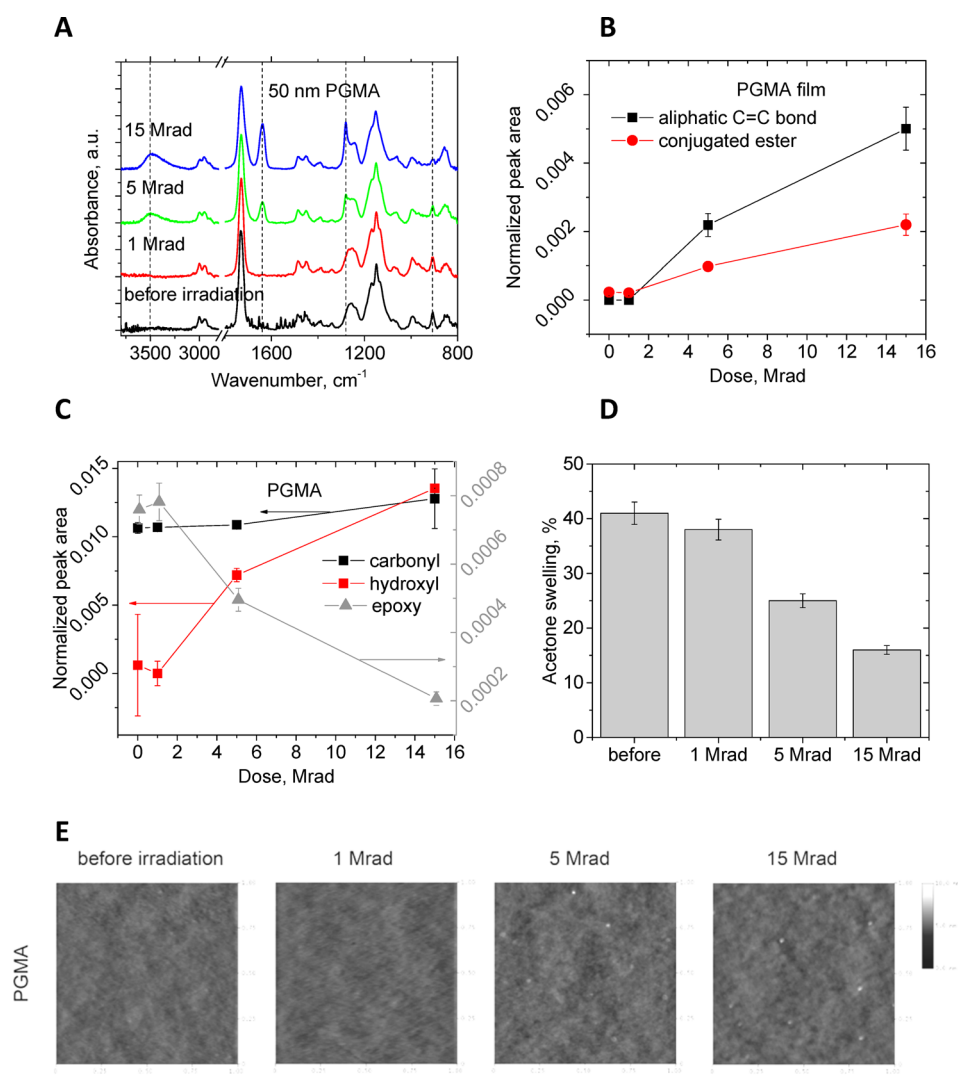 A
50 nm PGMA
15 Mrad
5 Mrad
1 Mrad
before irradiation
Absorbance, a.u.
3500 3000 1600 1200 800
Wavenumber, cm-1
B
PGMA film
aliphatic C=C bond
conjugated ester
Normalized peak area
0.006
0.004
0.002
0.000
0 2 4 6 8 10 12 14 16
Dose, Mrad
C
PGMA
carbonyl
hydroxyl
epoxy
Normalized peak area
0.015
0.010
0.005
0.000
0.0008
0.0006
0.0004
0.0002
0 2 4 6 8 10 12 14 16
Dose, Mrad
D
Acetone swelling, %
50
40
30
20
10
0
before 1 Mrad 5 Mrad 15 Mrad
E
before irradiation 1 Mrad 5 Mrad 15 Mrad
PGMA